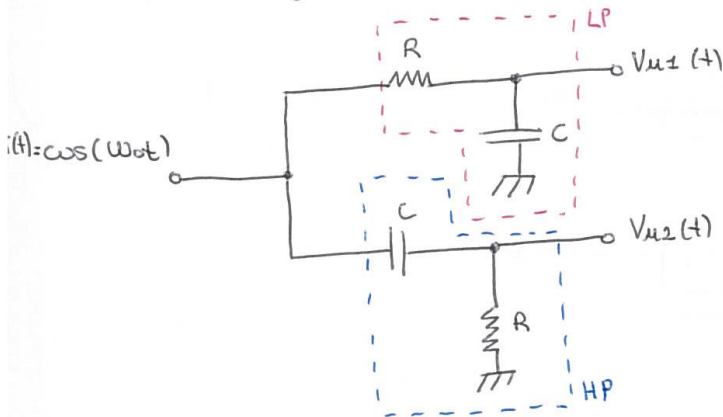 LP
R
Vu1(t)
C
i(t)=cos(ω0t)
C
Vu2(t)
R
HP